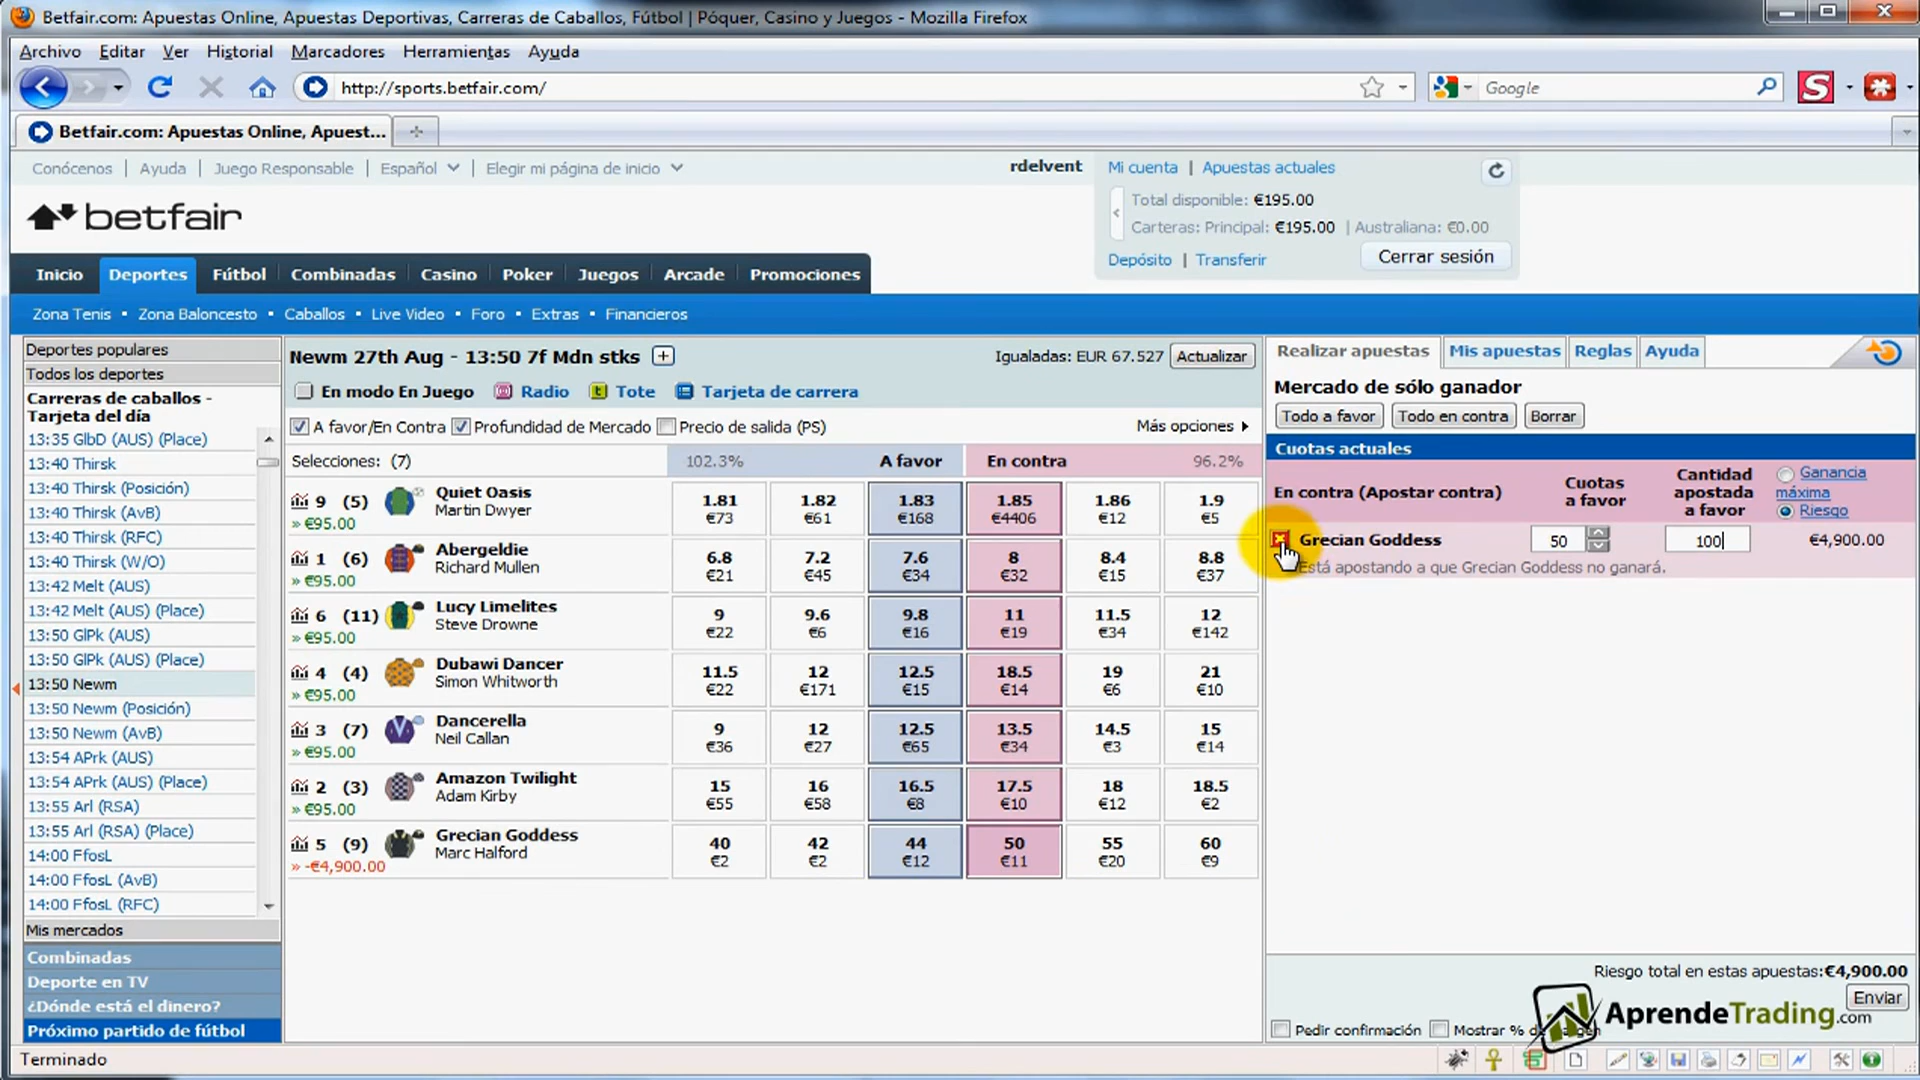 Betfair.com: Apuestas Online, Apuestas Deportivas, Carreras de Caballos, Fútbol | Póquer, Casino y Juegos - Mozilla Firefox
Archivo Editar Ver Historial Marcadores Herramientas Ayuda
http://sports.betfair.com/ Google
Betfair.com: Apuestas Online, Apuest...
Conócenos | Ayuda | Juego Responsable | Español | Elegir mi página de inicio
rdelvent Mi cuenta | Apuestas actuales
Total disponible: €195.00
Carteras: Principal: €195.00 | Australiana: €0.00
Depósito | Transferir Cerrar sesión
betfair
Inicio Deportes Fútbol Combinadas Casino Poker Juegos Arcade Promociones
Zona Tenis • Zona Baloncesto • Caballos • Live Video • Foro • Extras • Financieros
Deportes populares
Todos los deportes
Carreras de caballos -
Tarjeta del día
13:35 GlbD (AUS) (Place)
13:40 Thirsk
13:40 Thirsk (Posición)
13:40 Thirsk (AvB)
13:40 Thirsk (RFC)
13:40 Thirsk (W/O)
13:42 Melt (AUS)
13:42 Melt (AUS) (Place)
13:50 GlPk (AUS)
13:50 GlPk (AUS) (Place)
13:50 Newm
13:50 Newm (Posición)
13:50 Newm (AvB)
13:54 APrk (AUS)
13:54 APrk (AUS) (Place)
13:55 Arl (RSA)
13:55 Arl (RSA) (Place)
14:00 FfosL
14:00 FfosL (AvB)
14:00 FfosL (RFC)
Mis mercados
Combinadas
Deporte en TV
¿Dónde está el dinero?
Próximo partido de fútbol
Newm 27th Aug - 13:50 7f Mdn stks Igualadas: EUR 67.527 Actualizar
En modo En Juego Radio Tote Tarjeta de carrera
A favor/En Contra Profundidad de Mercado Precio de salida (PS) Más opciones
Selecciones: (7) 102.3% A favor En contra 96.2%
9 (5) Quiet Oasis 1.81 1.82 1.83 1.85 1.86 1.9
» €95.00 Martin Dwyer €73 €61 €168 €4406 €12 €5
1 (6) Abergeldie 6.8 7.2 7.6 8 8.4 8.8
» €95.00 Richard Mullen €21 €45 €34 €32 €15 €37
6 (11) Lucy Limelites 9 9.6 9.8 11 11.5 12
» €95.00 Steve Drowne €22 €6 €16 €19 €34 €142
4 (4) Dubawi Dancer 11.5 12 12.5 18.5 19 21
» €95.00 Simon Whitworth €22 €171 €15 €14 €6 €10
3 (7) Dancerella 9 12 12.5 13.5 14.5 15
» €95.00 Neil Callan €36 €27 €65 €34 €3 €14
2 (3) Amazon Twilight 15 16 16.5 17.5 18 18.5
» €95.00 Adam Kirby €55 €58 €8 €10 €12 €2
5 (9) Grecian Goddess 40 42 44 50 55 60
» -€4,900.00 Marc Halford €2 €2 €12 €11 €20 €9
Realizar apuestas Mis apuestas Reglas Ayuda
Mercado de sólo ganador
Todo a favor Todo en contra Borrar
Cuotas actuales
En contra (Apostar contra) Cuotas a favor Cantidad apostada a favor Ganancia máxima Riesgo
Grecian Goddess 50 100 €4,900.00
Está apostando a que Grecian Goddess no ganará.
Riesgo total en estas apuestas: €4,900.00
Enviar
AprendeTrading.com
Pedir confirmación Mostrar % de
Terminado